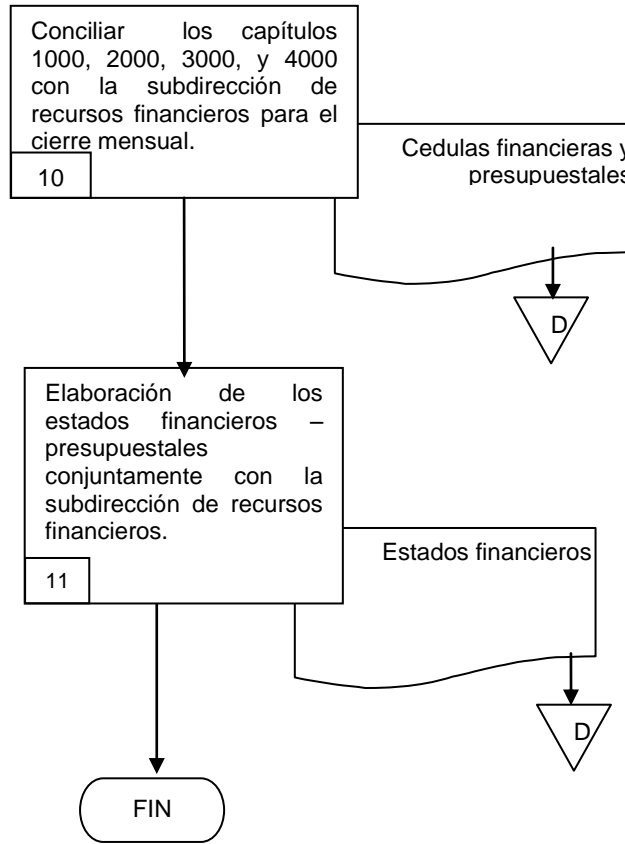 Conciliar los capítulos
1000, 2000, 3000, y 4000
con la subdirección de
recursos financieros para el
cierre mensual.
10
Cedulas financieras y
presupuestales
D
Elaboración de los
estados financieros –
presupuestales
conjuntamente con la
subdirección de recursos
financieros.
11
Estados financieros
D
FIN